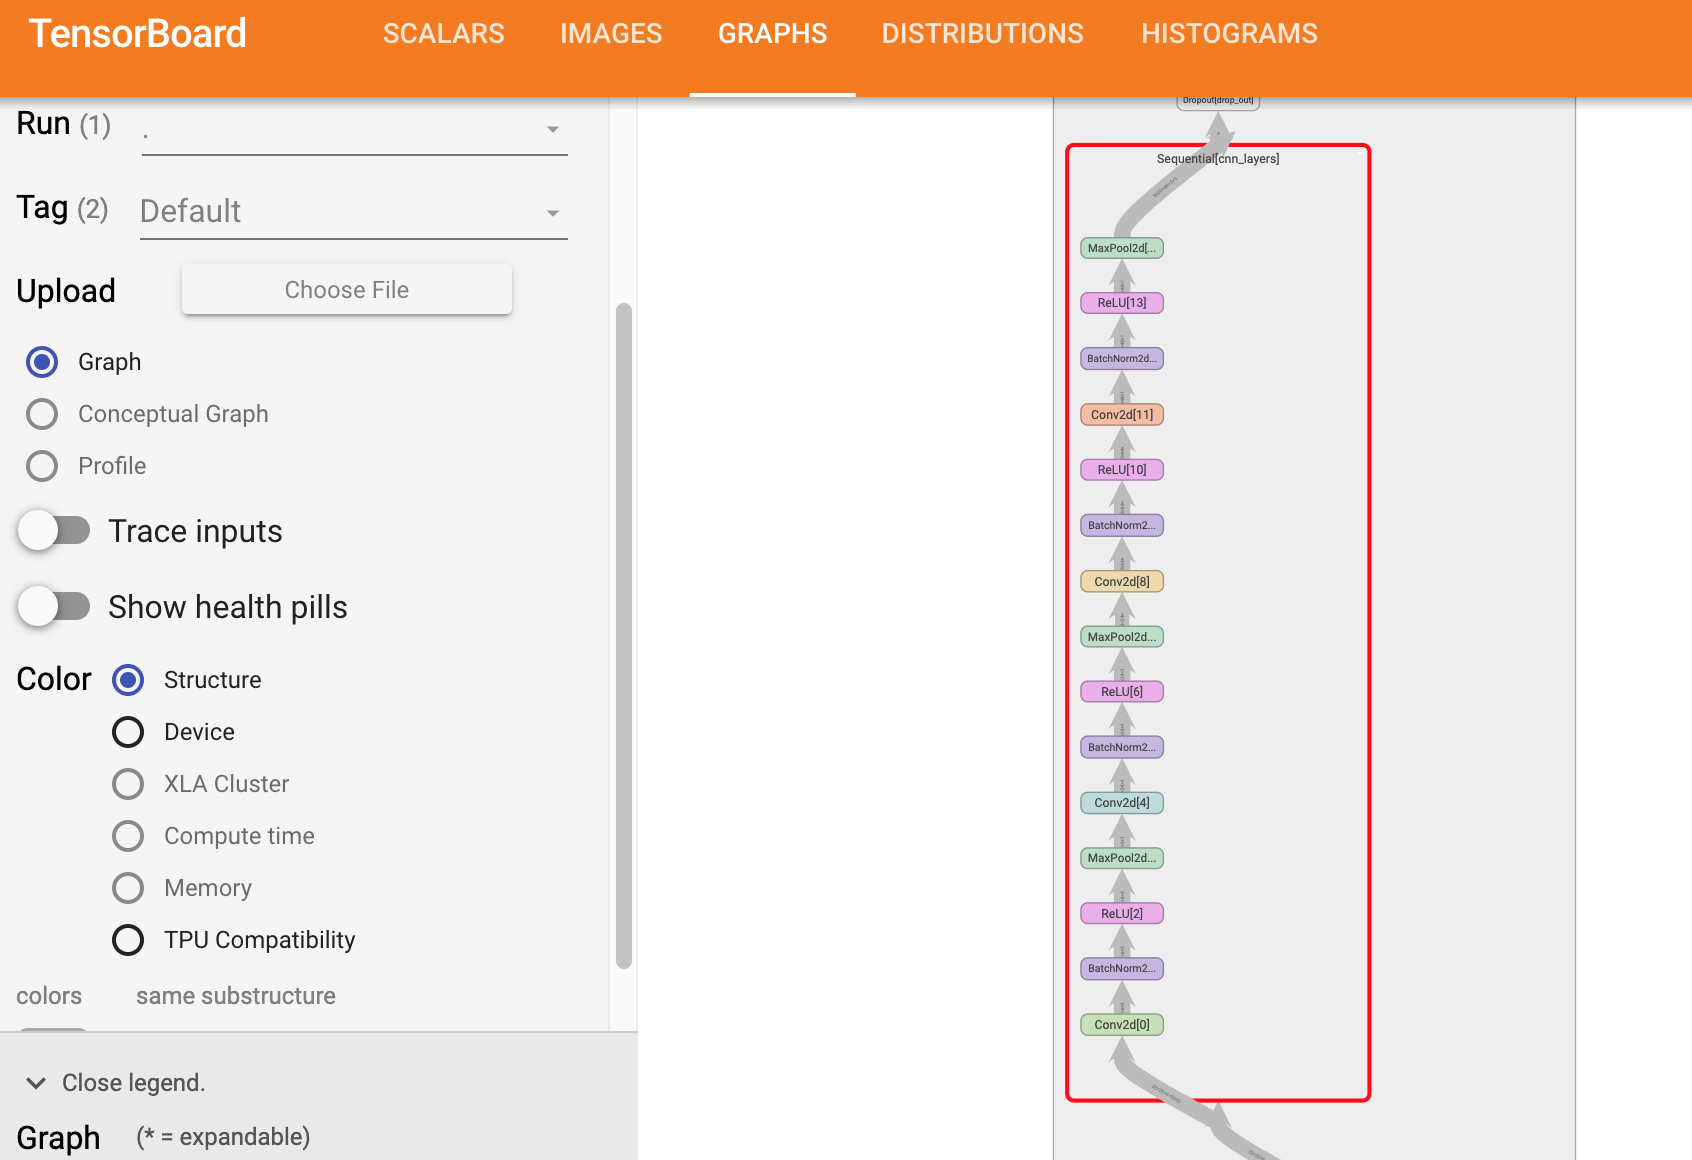 TensorBoard SCALARS IMAGES GRAPHS DISTRIBUTIONS HISTOGRAMS
Run (1) .
Tag (2) Default
Upload Choose File
Graph
Conceptual Graph
Profile
Trace inputs
Show health pills
Color Structure
Device
XLA Cluster
Compute time
Memory
TPU Compatibility
colors same substructure
Close legend.
Graph (* = expandable)
Dropout[drop_out]
Sequential[cnn_layers]
MaxPool2d[...
ReLU[13]
BatchNorm2d...
Conv2d[11]
ReLU[10]
BatchNorm2...
Conv2d[8]
MaxPool2d...
ReLU[6]
BatchNorm2...
Conv2d[4]
MaxPool2d...
ReLU[2]
BatchNorm2...
Conv2d[0]